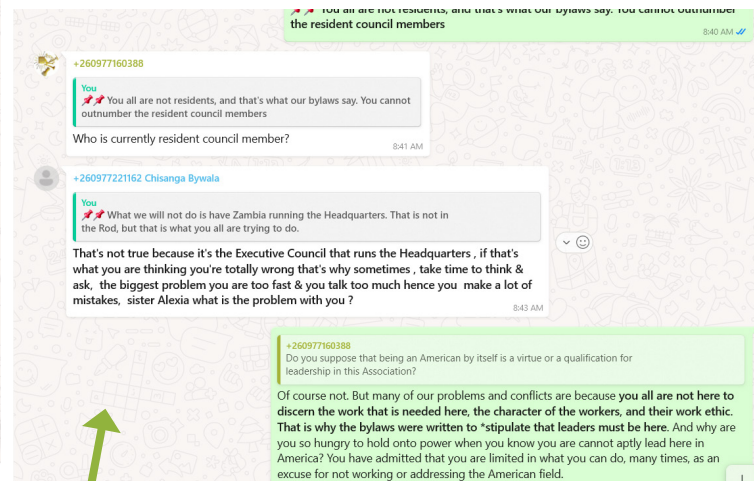 You all are not residents, and that's what our bylaws say. You cannot outnumber
the resident council members
8:40 AM
+260977160388
You
You all are not residents, and that's what our bylaws say. You cannot
outnumber the resident council members
Who is currently resident council member?
8:41 AM
+260977221162 Chisanga Bywala
You
What we will not do is have Zambia running the Headquarters. That is not in
the Rod, but that is what you all are trying to do.
That's not true because it's the Executive Council that runs the Headquarters , if that's
what you are thinking you're totally wrong that's why sometimes , take time to think &
ask, the biggest problem you are too fast & you talk too much hence you make a lot of
mistakes, sister Alexia what is the problem with you ?
8:43 AM
+260977160388
Do you suppose that being an American by itself is a virtue or a qualification for
leadership in this Association?
Of course not. But many of our problems and conflicts are because you all are not here to
discern the work that is needed here, the character of the workers, and their work ethic.
That is why the bylaws were written to *stipulate that leaders must be here. And why are
you so hungry to hold onto power when you know you are cannot aptly lead here in
America? You have admitted that you are limited in what you can do, many times, as an
excuse for not working or addressing the American field.